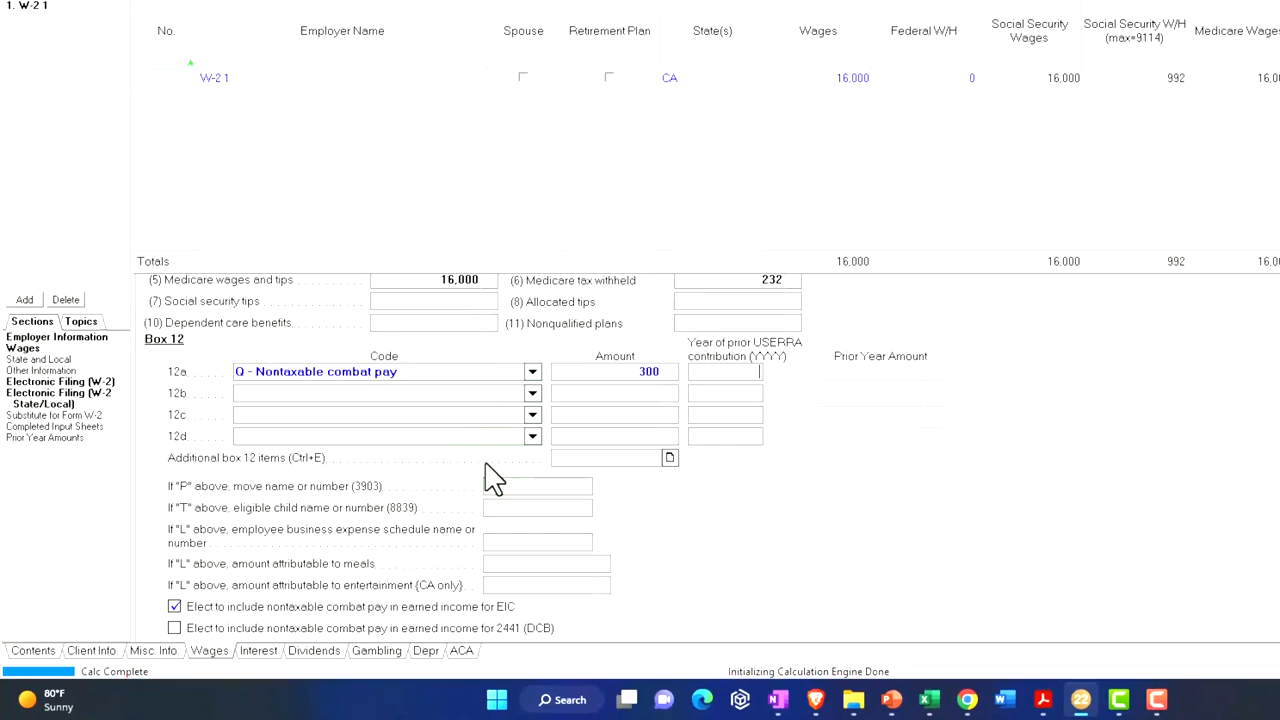 1. W-2 1
No. Employer Name Spouse Retirement Plan State(s) Wages Federal W/H Social Security Wages Social Security W/H (max=9114) Medicare Wage
W-2 1 CA 16,000 0 16,000 992 16,0
Totals 16,000 16,000 992 16,0
(5) Medicare wages and tips 16,000 (6) Medicare tax withheld 232
(7) Social security tips (8) Allocated tips
(10) Dependent care benefits (11) Nonqualified plans
Add Delete
Sections Topics
Employer Information
Wages
State and Local
Other Information
Electronic Filing (W-2)
Electronic Filing (W-2
State/Local)
Substitute for Form W-2
Completed Input Sheets
Prior Year Amounts
Box 12
Code Amount Year of prior USERRA contribution (YYYY) Prior Year Amount
12a Q - Nontaxable combat pay 300
12b
12c
12d
Additional box 12 items (Ctrl+E)
If "P" above, move name or number (3903)
If "T" above, eligible child name or number (8839)
If "L" above, employee business expense schedule name or
number
If "L" above, amount attributable to meals
If "L" above, amount attributable to entertainment {CA only}
Elect to include nontaxable combat pay in earned income for EIC
Elect to include nontaxable combat pay in earned income for 2441 (DCB)
Contents Client Info. Misc. Info. Wages Interest Dividends Gambling Depr ACA
Calc Complete Initializing Calculation Engine Done
80°F
Sunny
Search
22